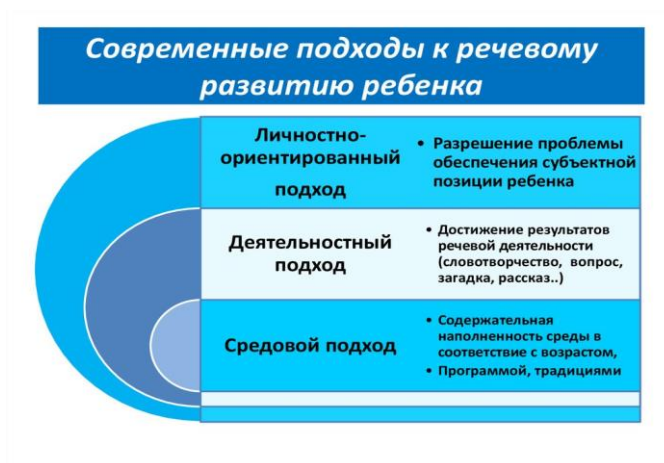 Современные подходы к речевому
развитию ребенка
Личностно-
ориентированный
подход
• Разрешение проблемы
обеспечения субъектной
позиции ребенка
Деятельностный
подход
• Достижение результатов
речевой деятельности
(словотворчество, вопрос,
загадка, рассказ..)
Средовой подход
• Содержательная
наполненность среды в
соответствие с возрастом,
• Программой, традициями